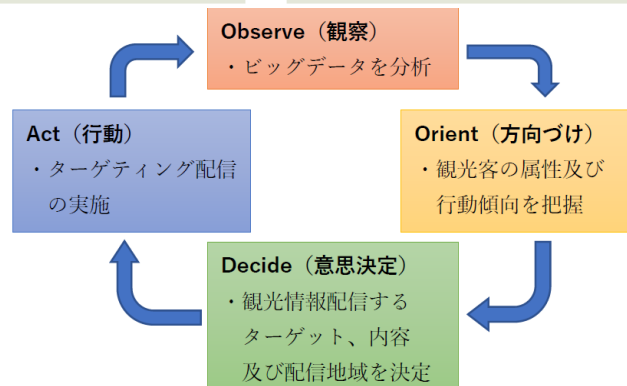 Observe（観察）
・ビッグデータを分析
Orient（方向づけ）
・観光客の属性及び
行動傾向を把握
Decide（意思決定）
・観光情報配信する
ターゲット、内容
及び配信地域を決定
Act（行動）
・ターゲティング配信
の実施